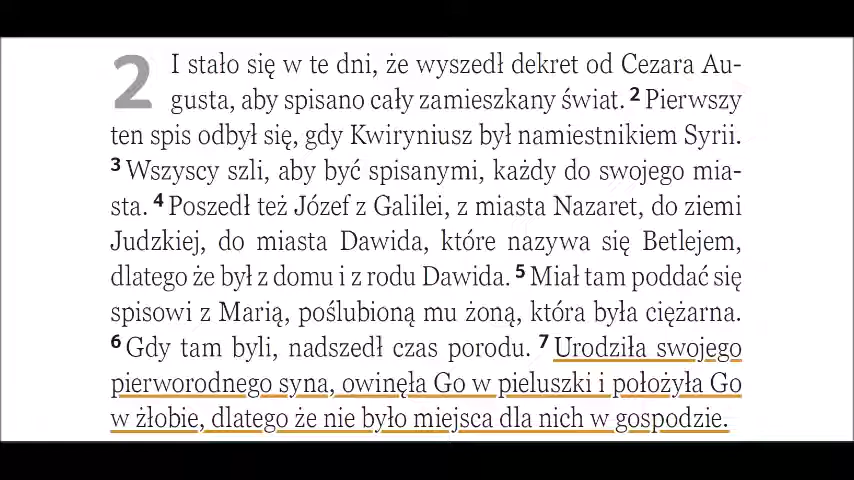 2 I stało się w te dni, że wyszedł dekret od Cezara Au-
gusta, aby spisano cały zamieszkany świat. 2 Pierwszy
ten spis odbył się, gdy Kwiryniusz był namiestnikiem Syrii.
3 Wszyscy szli, aby być spisanymi, każdy do swojego mia-
sta. 4 Poszedł też Józef z Galilei, z miasta Nazaret, do ziemi
Judzkiej, do miasta Dawida, które nazywa się Betlejem,
dlatego że był z domu i z rodu Dawida. 5 Miał tam poddać się
spisowi z Marią, poślubioną mu żoną, która była ciężarna.
6 Gdy tam byli, nadszedł czas porodu. 7 Urodziła swojego
pierworodnego syna, owinęła Go w pieluszki i położyła Go
w żłobie, dlatego że nie było miejsca dla nich w gospodzie.